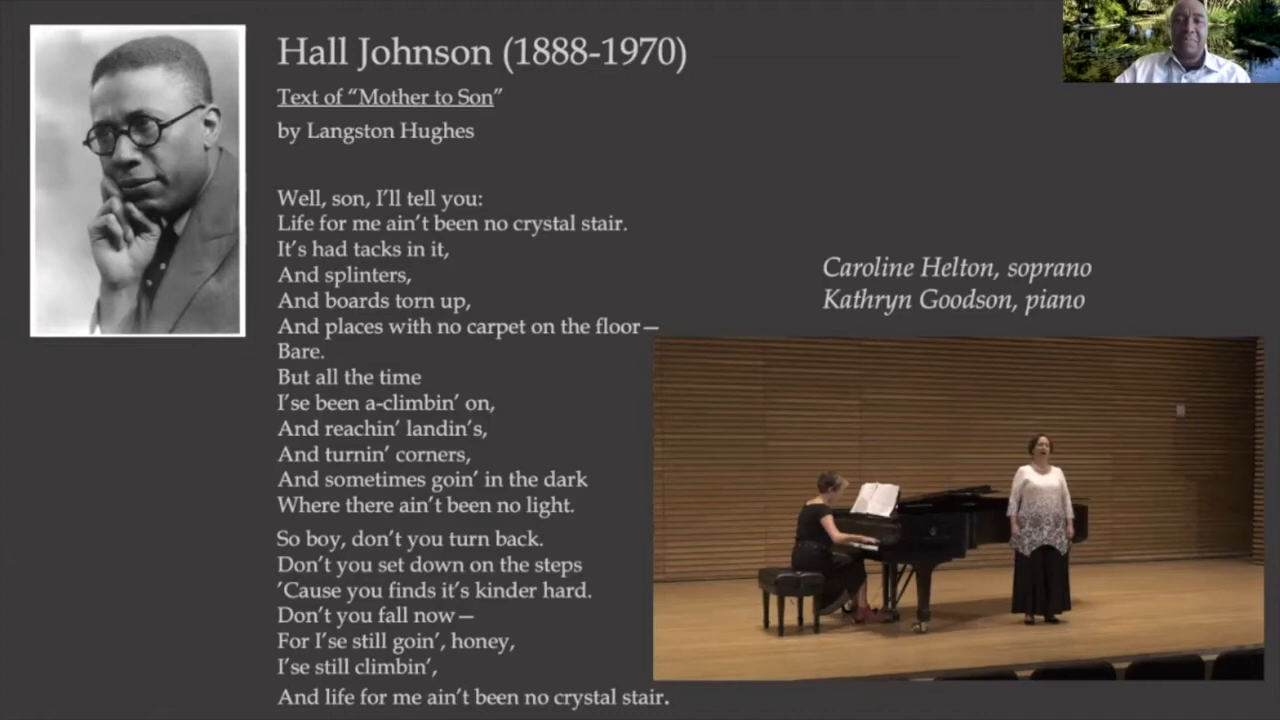 Hall Johnson (1888-1970)
Text of “Mother to Son”
by Langston Hughes
Well, son, I’ll tell you:
Life for me ain’t been no crystal stair.
It’s had tacks in it,
And splinters,
And boards torn up,
And places with no carpet on the floor—
Bare.
But all the time
I’se been a-climbin’ on,
And reachin’ landin’s,
And turnin’ corners,
And sometimes goin’ in the dark
Where there ain’t been no light.
So boy, don’t you turn back.
Don’t you set down on the steps
’Cause you finds it’s kinder hard.
Don’t you fall now—
For I’se still goin’, honey,
I’se still climbin’,
And life for me ain’t been no crystal stair.
Caroline Helton, soprano
Kathryn Goodson, piano